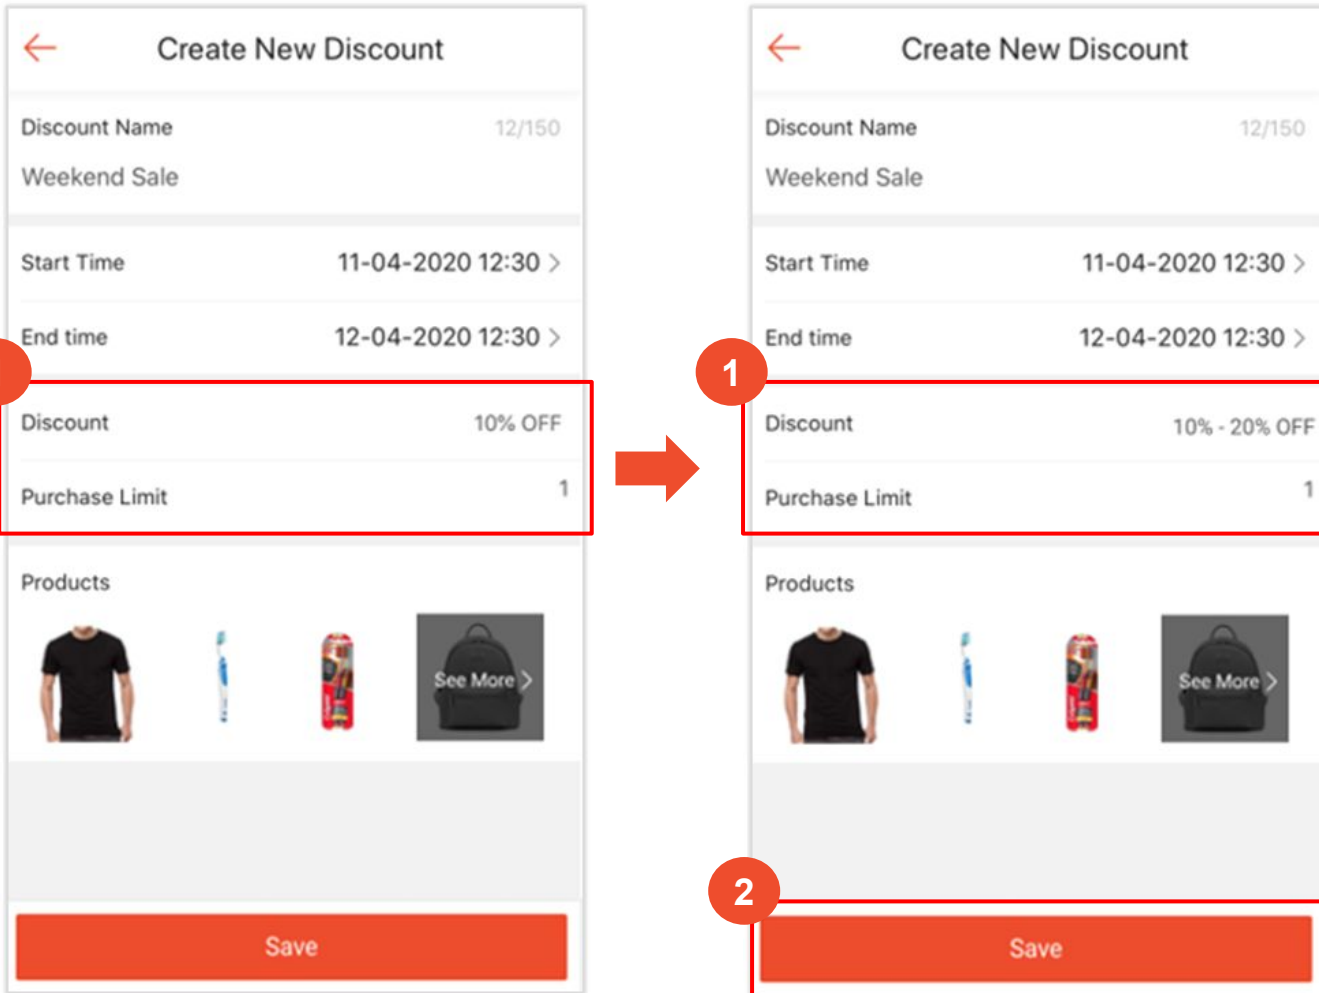 Create New Discount
Discount Name 12/150
Weekend Sale
Start Time 11-04-2020 12:30 >
End time 12-04-2020 12:30 >
Discount 10% OFF
Purchase Limit 1
Products
See More >
Save
Create New Discount
Discount Name 12/150
Weekend Sale
Start Time 11-04-2020 12:30 >
End time 12-04-2020 12:30 >
1
Discount 10% - 20% OFF
Purchase Limit 1
Products
See More >
2
Save